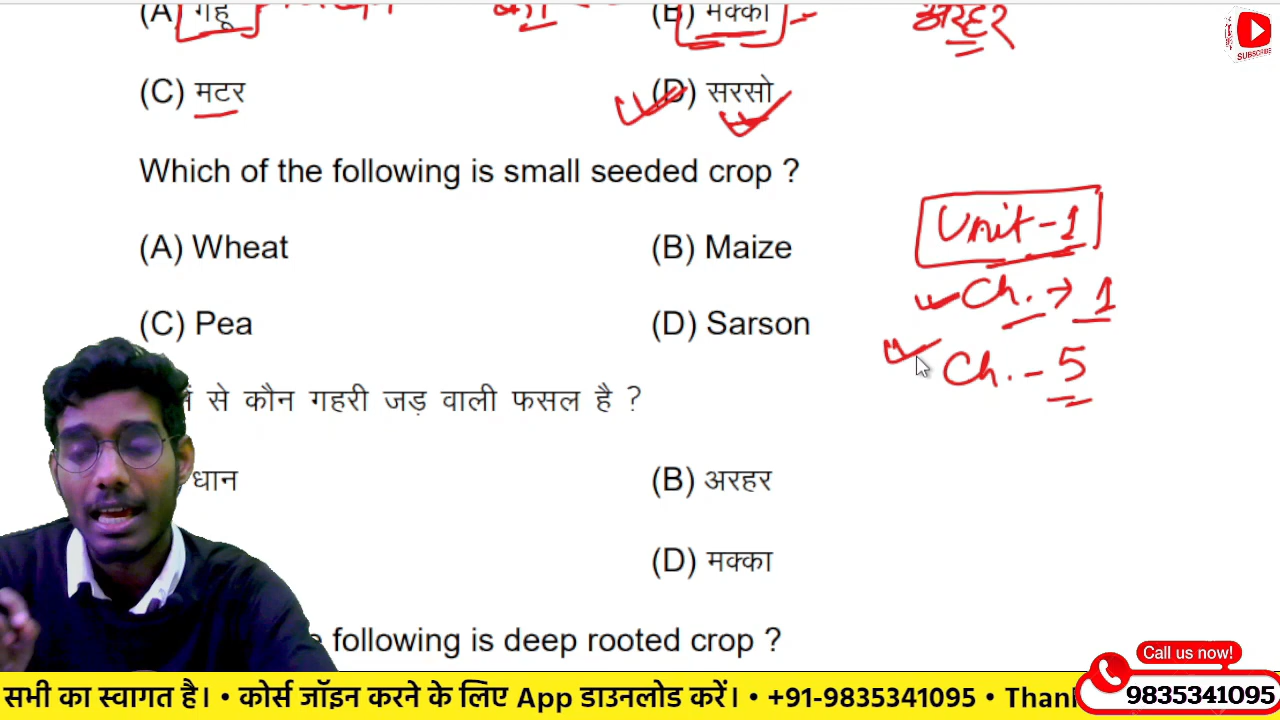 (A) गेहूँ (B) मक्का अरहर
SUBSCRIBE
(C) मटर (D) सरसो
Which of the following is small seeded crop ?
(A) Wheat (B) Maize
(C) Pea (D) Sarson
Unit-1
Ch. → 1
Ch. - 5
से कौन गहरी जड़ वाली फसल है ?
धान (B) अरहर
(D) मक्का
following is deep rooted crop ?
Call us now!
सभी का स्वागत है। • कोर्स जॉइन करने के लिए App डाउनलोड करें। • +91-9835341095 • Than
9835341095